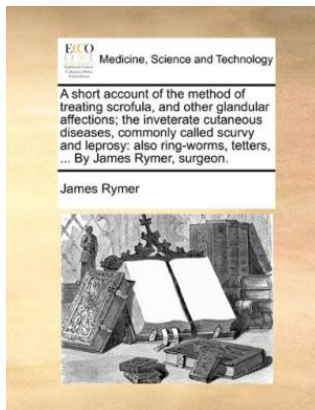 ECCO
Medicine, Science and Technology
A short account of the method of
treating scrofula, and other glandular
affections; the inveterate cutaneous
diseases, commonly called scurvy
and leprosy: also ring-worms, tetters,
... By James Rymer, surgeon.
James Rymer